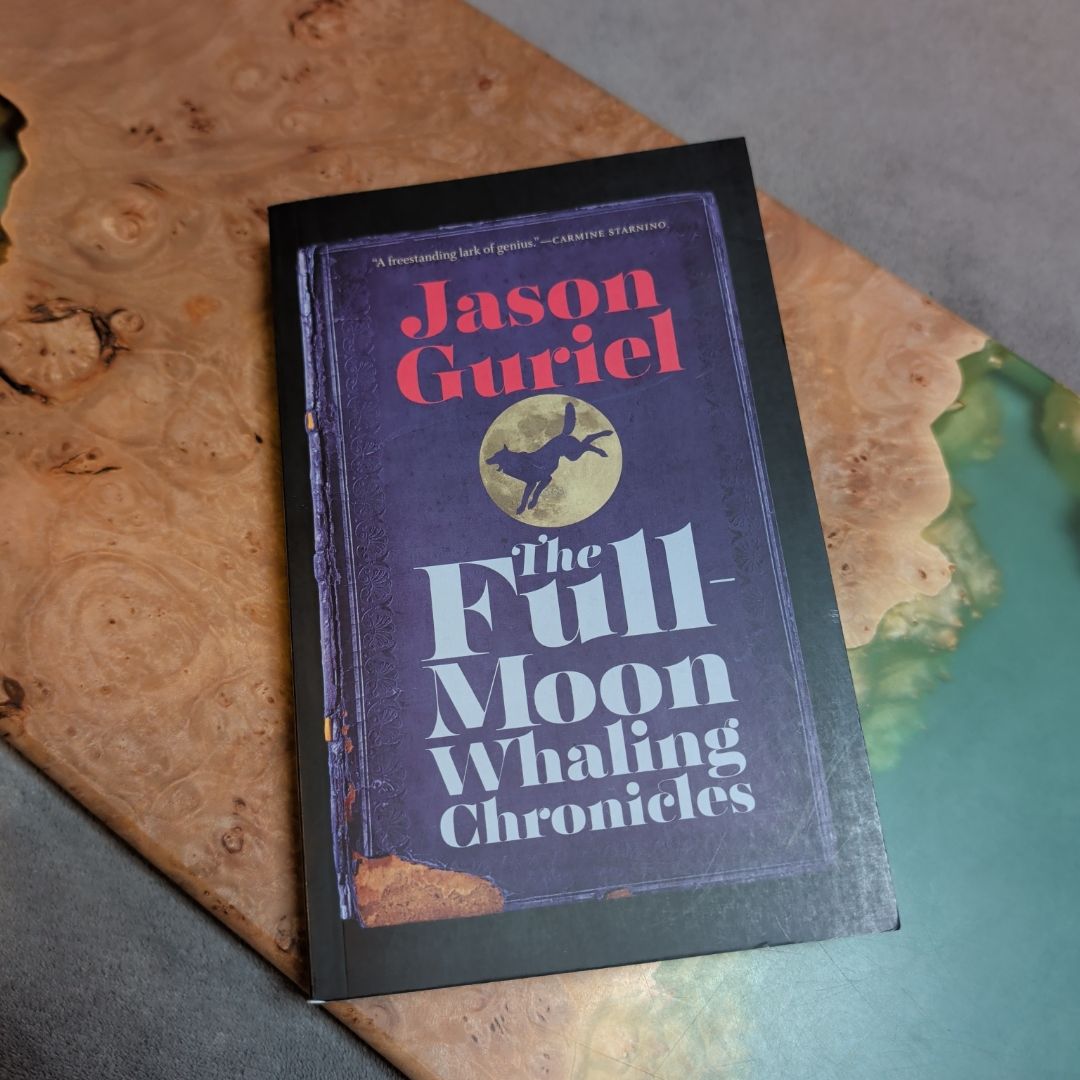 “A freestanding lark of genius.”—CARMINE STARNINO
Jason
Guriel
The
Full-
Moon
Whaling
Chronicles